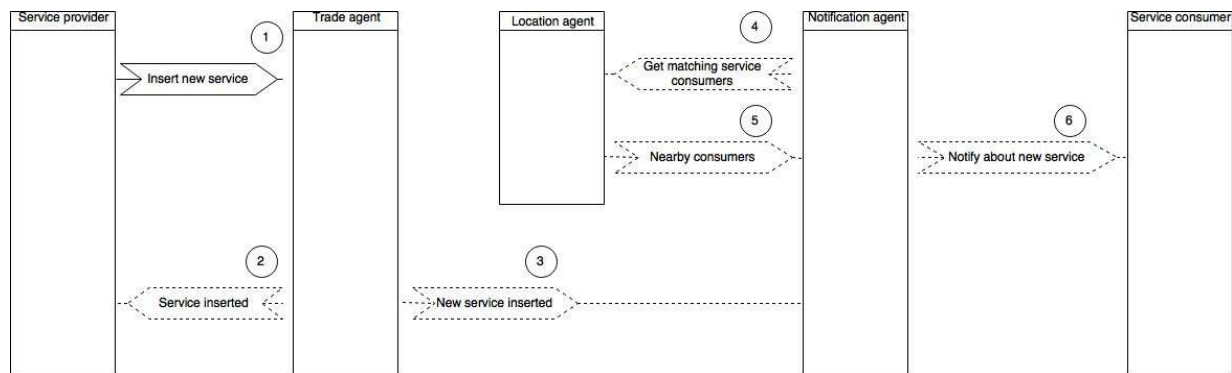 Service provider
Trade agent
Location agent
Notification agent
Service consumer
1
4
Insert new service
Get matching service
consumers
5
6
Nearby consumers
Notify about new service
2
3
Service inserted
New service inserted